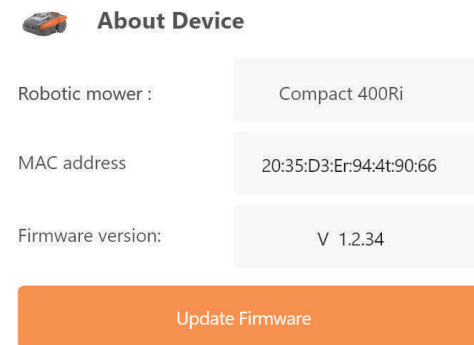 About Device
Robotic mower : Compact 400Ri
MAC address 20:35:D3:Er:94:4t:90:66
Firmware version: V 1.2.34
Update Firmware